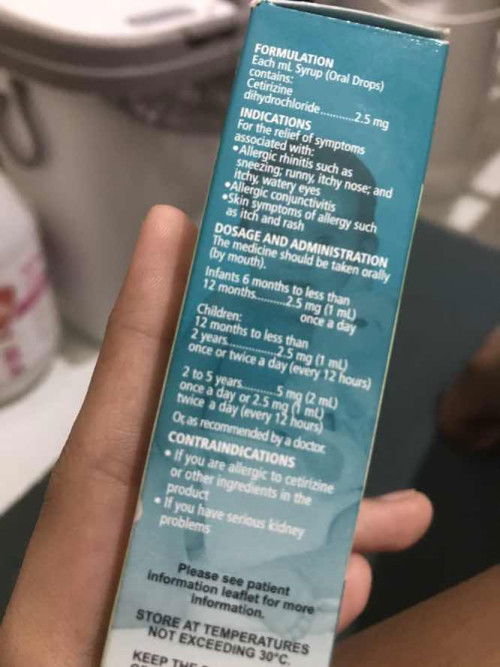 FORMULATION
Each mL Syrup (Oral Drops)
contains:
Cetirizine
dihydrochloride............2.5 mg
INDICATIONS
For the relief of symptoms
associated with:
•Allergic rhinitis such as
sneezing; runny, itchy nose; and
itchy, watery eyes
•Allergic conjunctivitis
•Skin symptoms of allergy such
as itch and rash
DOSAGE AND ADMINISTRATION
The medicine should be taken orally
(by mouth).
Infants 6 months to less than
12 months..........2.5 mg (1 mL)
once a day
Children:
12 months to less than
2 years................2.5 mg (1 mL)
once or twice a day (every 12 hours)
2 to 5 years...........5 mg (2 mL)
once a day or 2.5 mg (1 mL)
twice a day (every 12 hours)
Or, as recommended by a doctor.
CONTRAINDICATIONS
• If you are allergic to cetirizine
or other ingredients in the
product
• If you have serious kidney
problems
Please see patient
information leaflet for more
information.
STORE AT TEMPERATURES
NOT EXCEEDING 30°C.
KEEP